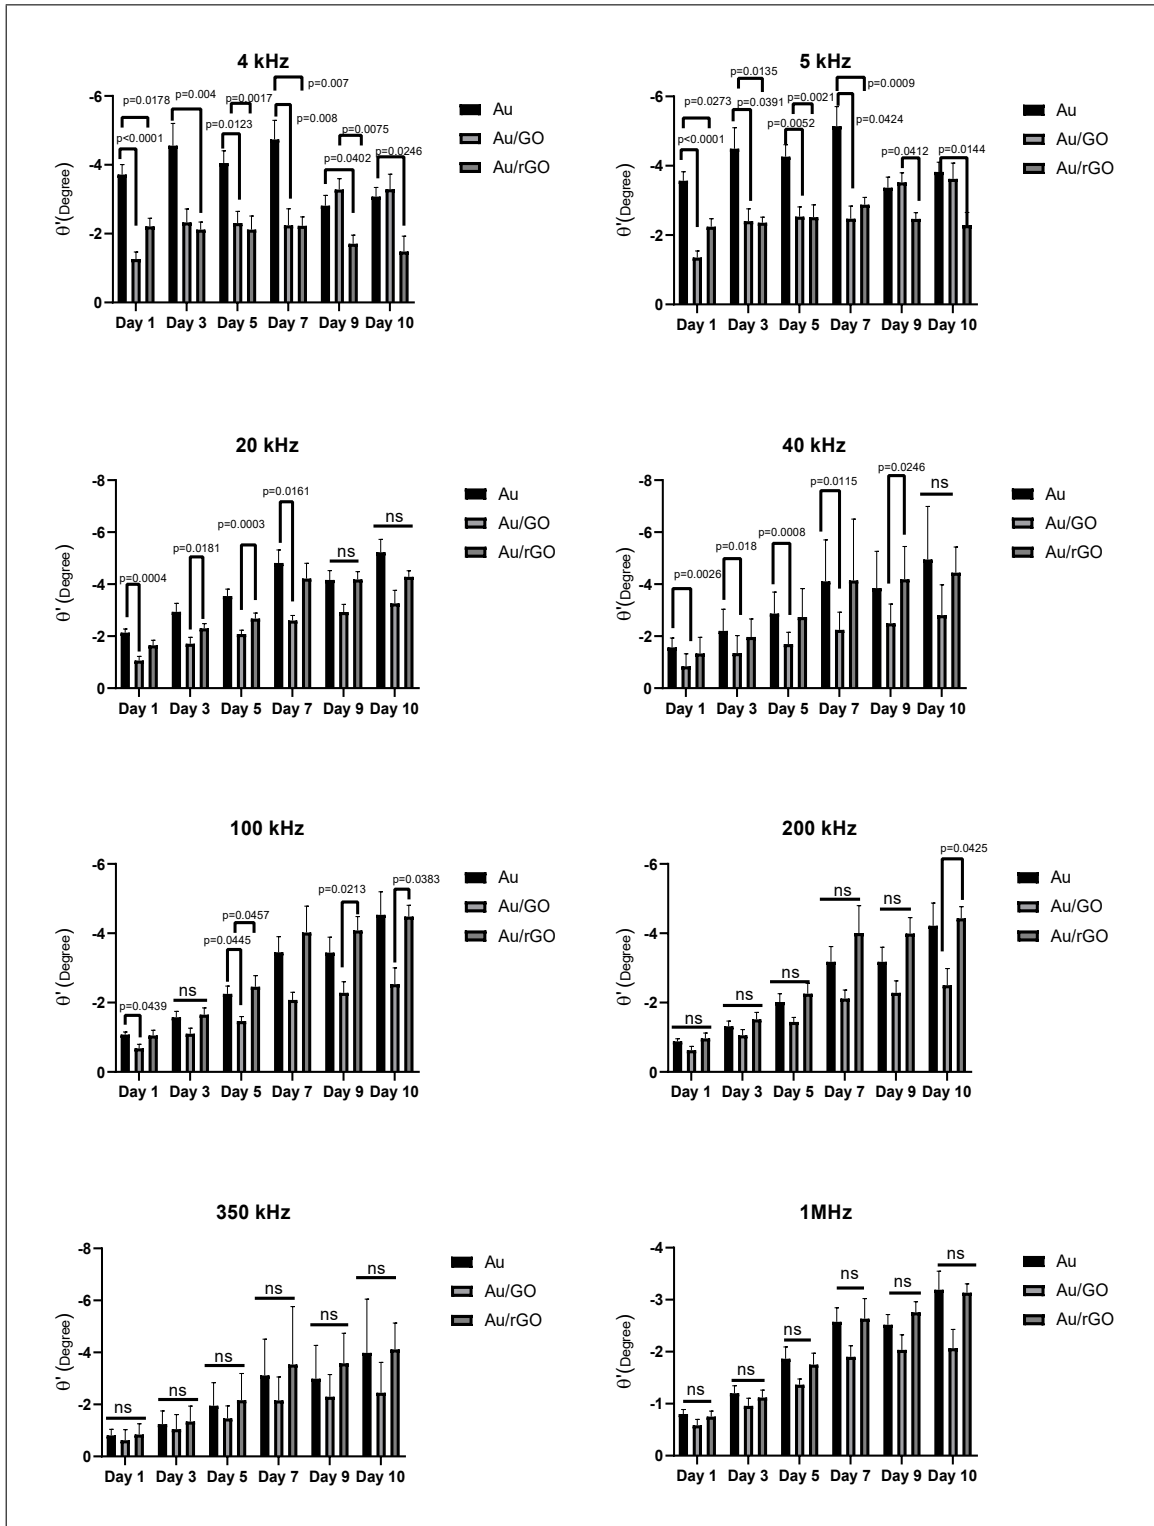 4 kHz
p=0.007
p=0.0178 p=0.004 p=0.0017
-6
p<0.0001 p=0.0123 p=0.008 p=0.0075
-4
p=0.0402 p=0.0246
-2
0
θ'(Degree)
Day 1 Day 3 Day 5 Day 7 Day 9 Day 10
Au
Au/GO
Au/rGO
5 kHz
p=0.0135 p=0.0009
p=0.0273 p=0.0391 p=0.0021
-6
p<0.0001 p=0.0052 p=0.0424
p=0.0412 p=0.0144
-4
-2
0
θ'(Degree)
Day 1 Day 3 Day 5 Day 7 Day 9 Day 10
Au
Au/GO
Au/rGO
20 kHz
-8
p=0.0161
p=0.0003 ns
-6
p=0.0181 ns
p=0.0004
-4
-2
0
θ'(Degree)
Day 1 Day 3 Day 5 Day 7 Day 9 Day 10
Au
Au/GO
Au/rGO
40 kHz
p=0.0246
-8
p=0.0115 ns
p=0.0008
-6
p=0.018
p=0.0026
-4
-2
0
θ'(Degree)
Day 1 Day 3 Day 5 Day 7 Day 9 Day 10
Au
Au/GO
Au/rGO
100 kHz
-6
p=0.0213 p=0.0383
p=0.0457
-4
p=0.0445
ns
p=0.0439
-2
0
θ'(Degree)
Day 1 Day 3 Day 5 Day 7 Day 9 Day 10
Au
Au/GO
Au/rGO
200 kHz
-6
p=0.0425
ns ns
-4
ns
ns
ns
-2
0
θ'(Degree)
Day 1 Day 3 Day 5 Day 7 Day 9 Day 10
Au
Au/GO
Au/rGO
350 kHz
-8
ns
ns
-6
ns
ns
-4
ns
ns
-2
0
θ'(Degree)
Day 1 Day 3 Day 5 Day 7 Day 9 Day 10
Au
Au/GO
Au/rGO
1MHz
-4
ns
ns ns
-3
ns
-2
ns
ns
-1
0
θ'(Degree)
Day 1 Day 3 Day 5 Day 7 Day 9 Day 10
Au
Au/GO
Au/rGO